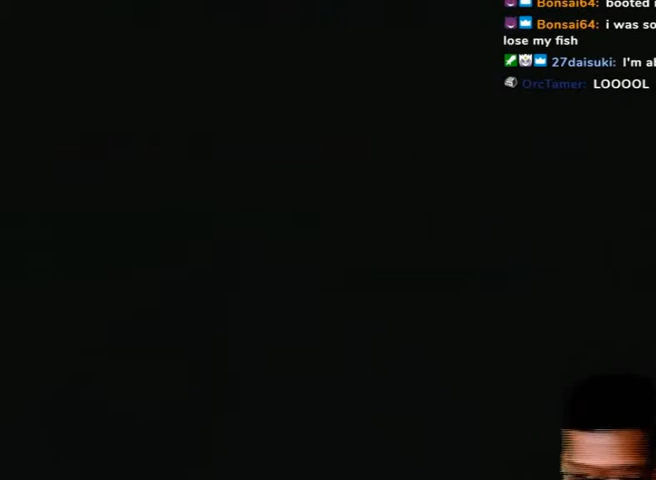 Bonsai64: booted
Bonsai64: i was so
lose my fish
27daisuki: I'm al
OrcTamer: LOOOOL